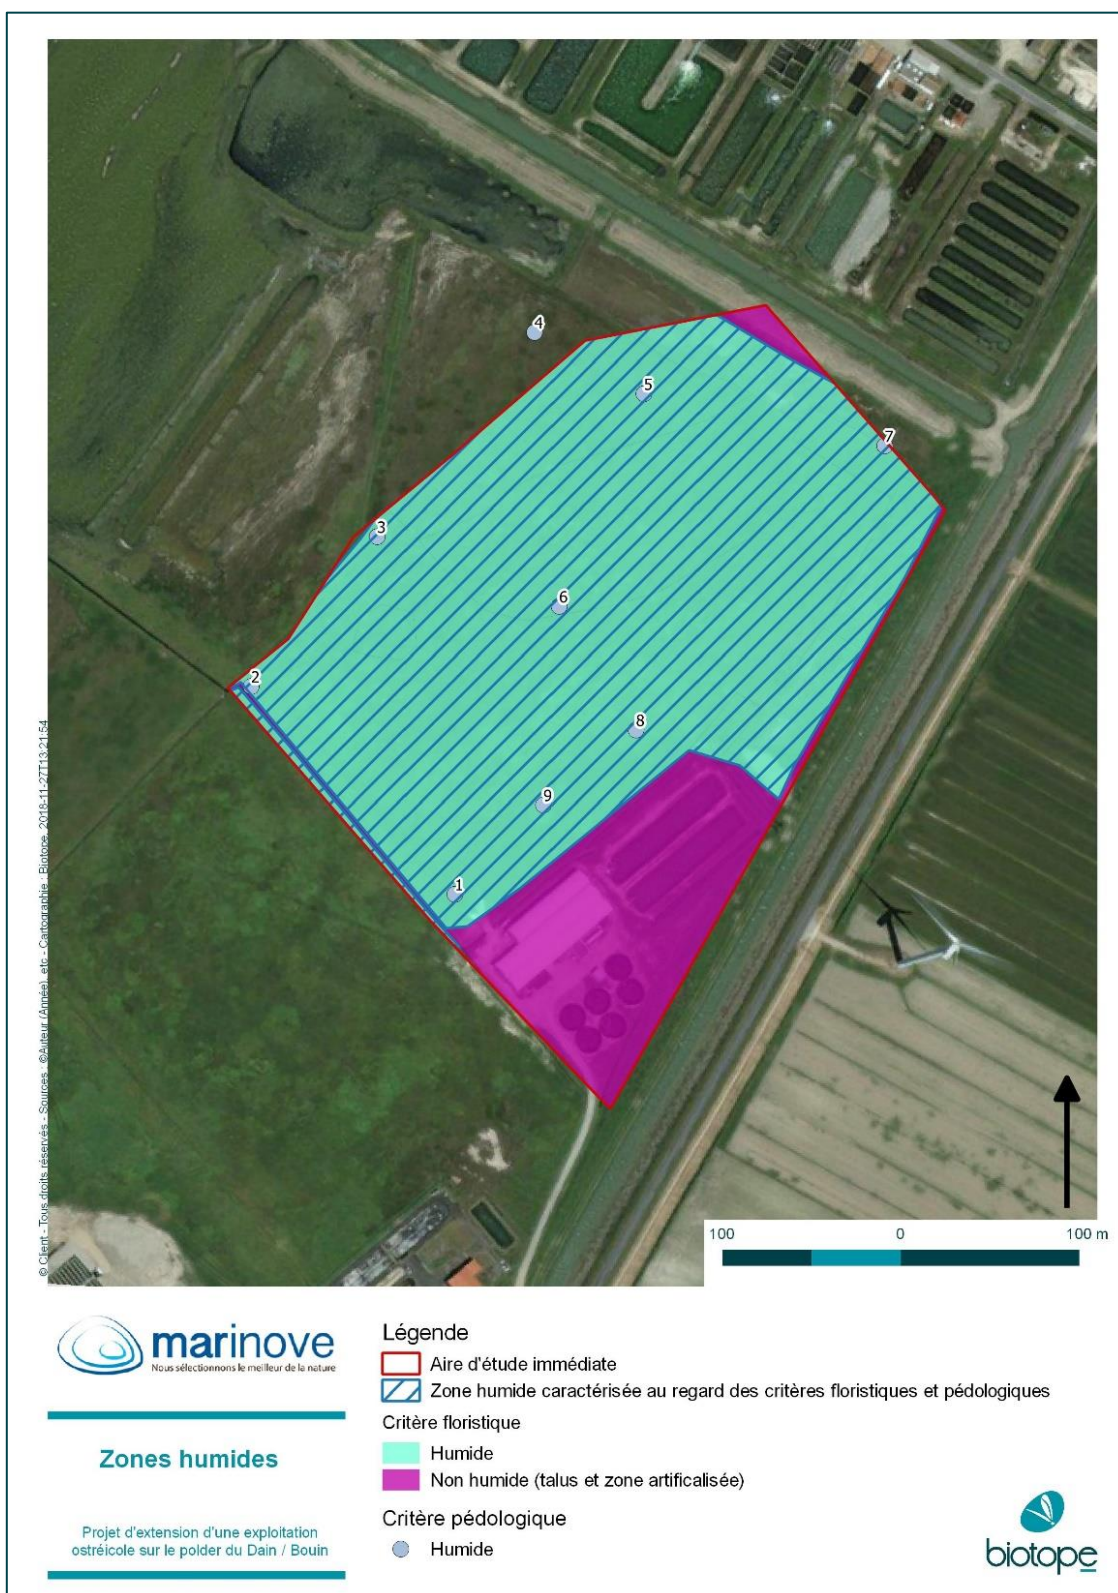 4
5
7
3
6
2
8
9
1
© Client - Tous droits réservés - Sources : ©Auteur (Année), etc - Cartographie : Biotope, 2018-11-27T13:21:54
100 0 100 m
marinove
Nous sélectionnons le meilleur de la nature
Zones humides
Projet d'extension d'une exploitation
ostréicole sur le polder du Dain / Bouin
Légende
Aire d'étude immédiate
Zone humide caractérisée au regard des critères floristiques et pédologiques
Critère floristique
Humide
Non humide (talus et zone artificalisée)
Critère pédologique
Humide
biotope